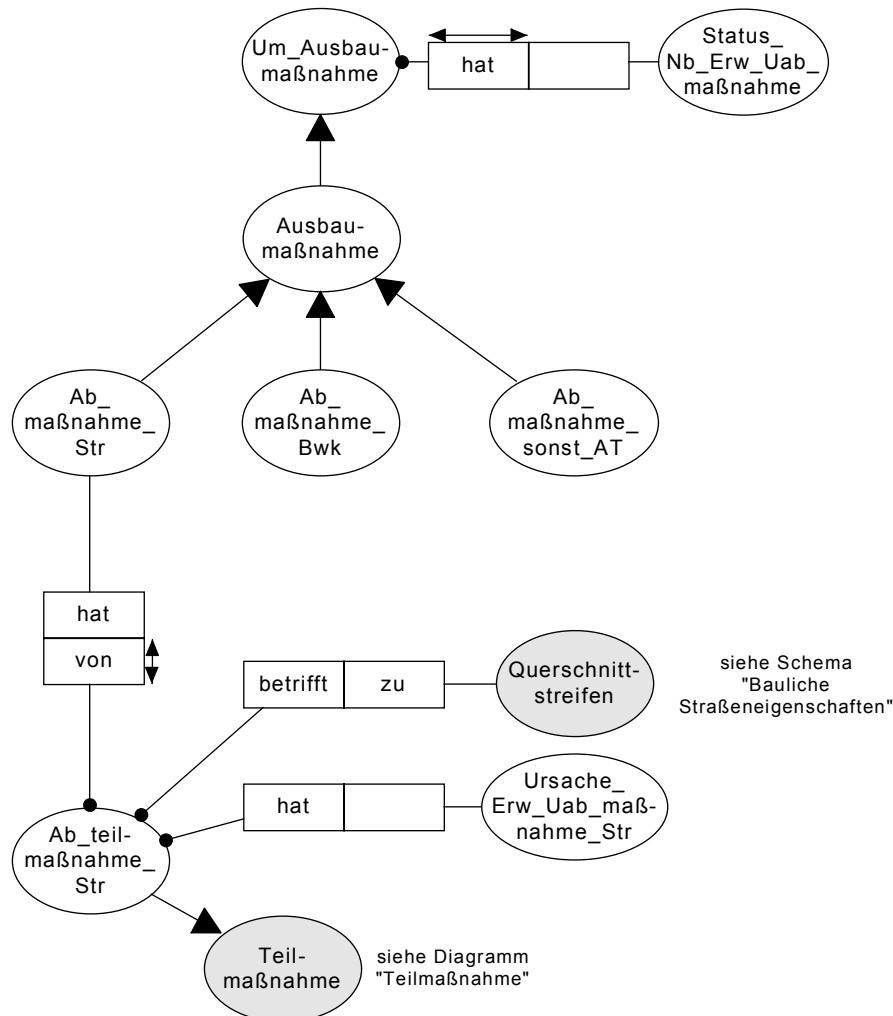 Um_Ausbau-
maßnahme
hat
Status_
Nb_Erw_Uab_
maßnahme
Ausbau-
maßnahme
Ab_
maßnahme_
Str
Ab_
maßnahme_
Bwk
Ab_
maßnahme_
sonst_AT
hat
von
betrifft
zu
Querschnitt-
streifen
siehe Schema
"Bauliche
Straßeneigenschaften"
hat
Ursache_
Erw_Uab_maß-
nahme_Str
Ab_teil-
maßnahme_
Str
Teil-
maßnahme
siehe Diagramm
"Teilmaßnahme"